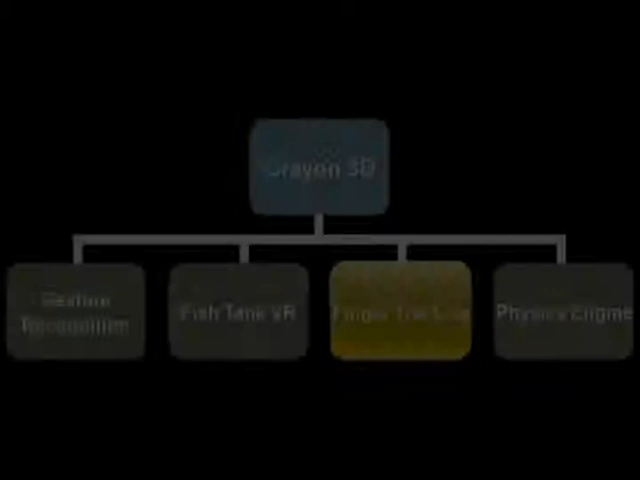 Crayon 3D
Gesture
Recognition
Fish Tank VR
Finger Tracking
Physics Engine